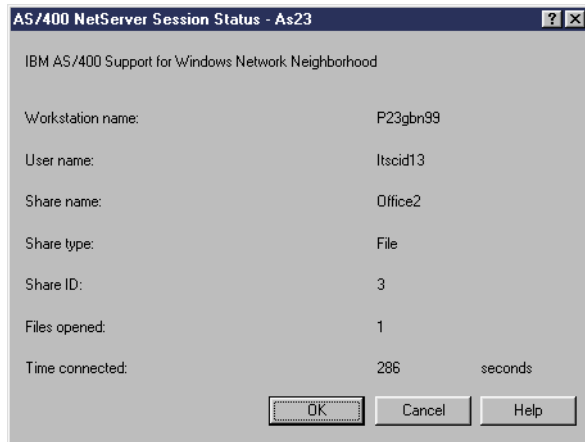 AS/400 NetServer Session Status - As23
IBM AS/400 Support for Windows Network Neighborhood
Workstation name: P23gbn99
User name: Itscid13
Share name: Office2
Share type: File
Share ID: 3
Files opened: 1
Time connected: 286 seconds
OK Cancel Help